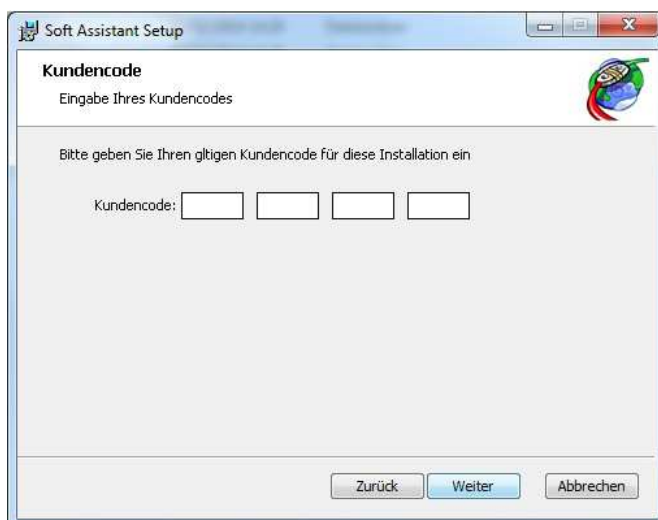 Soft Assistant Setup
Kundencode
Eingabe Ihres Kundencodes
Bitte geben Sie Ihren gltigen Kundencode für diese Installation ein
Kundencode:
Zurück Weiter Abbrechen